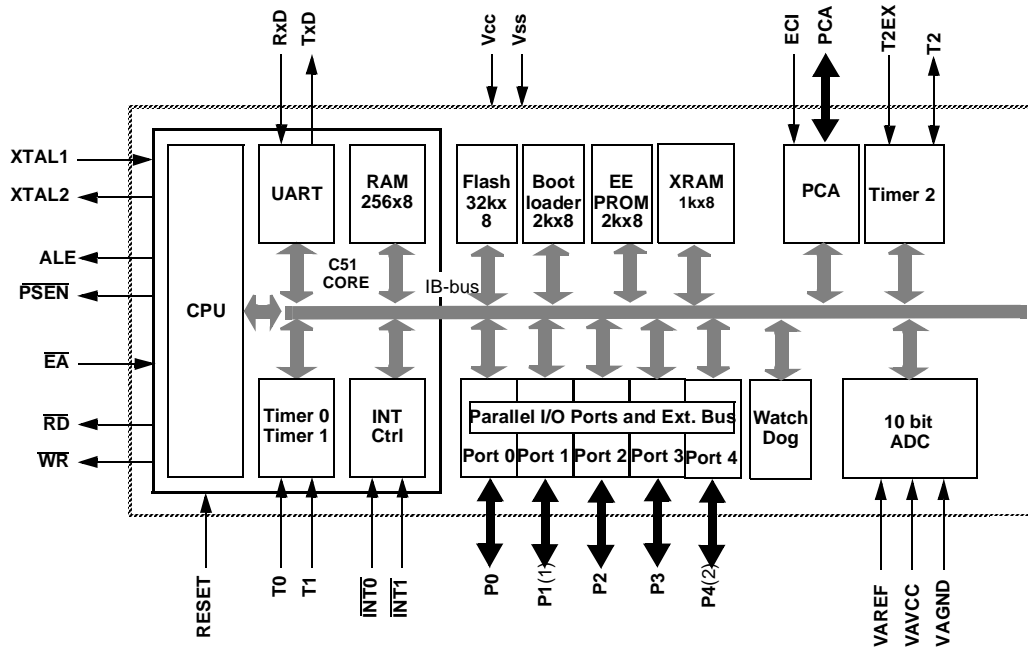 RxD
TxD
Vcc
Vss
ECI
PCA
T2EX
T2
XTAL1
XTAL2
ALE
PSEN
EA
RD
WR
CPU
UART
RAM
256x8
C51
CORE
IB-bus
Flash
32kx
8
Boot
loader
2kx8
EE
PROM
2kx8
XRAM
1kx8
PCA
Timer 2
Timer 0
Timer 1
INT
Ctrl
Parallel I/O Ports and Ext. Bus
Port 0
Port 1
Port 2
Port 3
Port 4
Watch
Dog
10 bit
ADC
RESET
T0
T1
INT0
INT1
P0
P1(1)
P2
P3
P4(2)
VAREF
VAVCC
VAGND